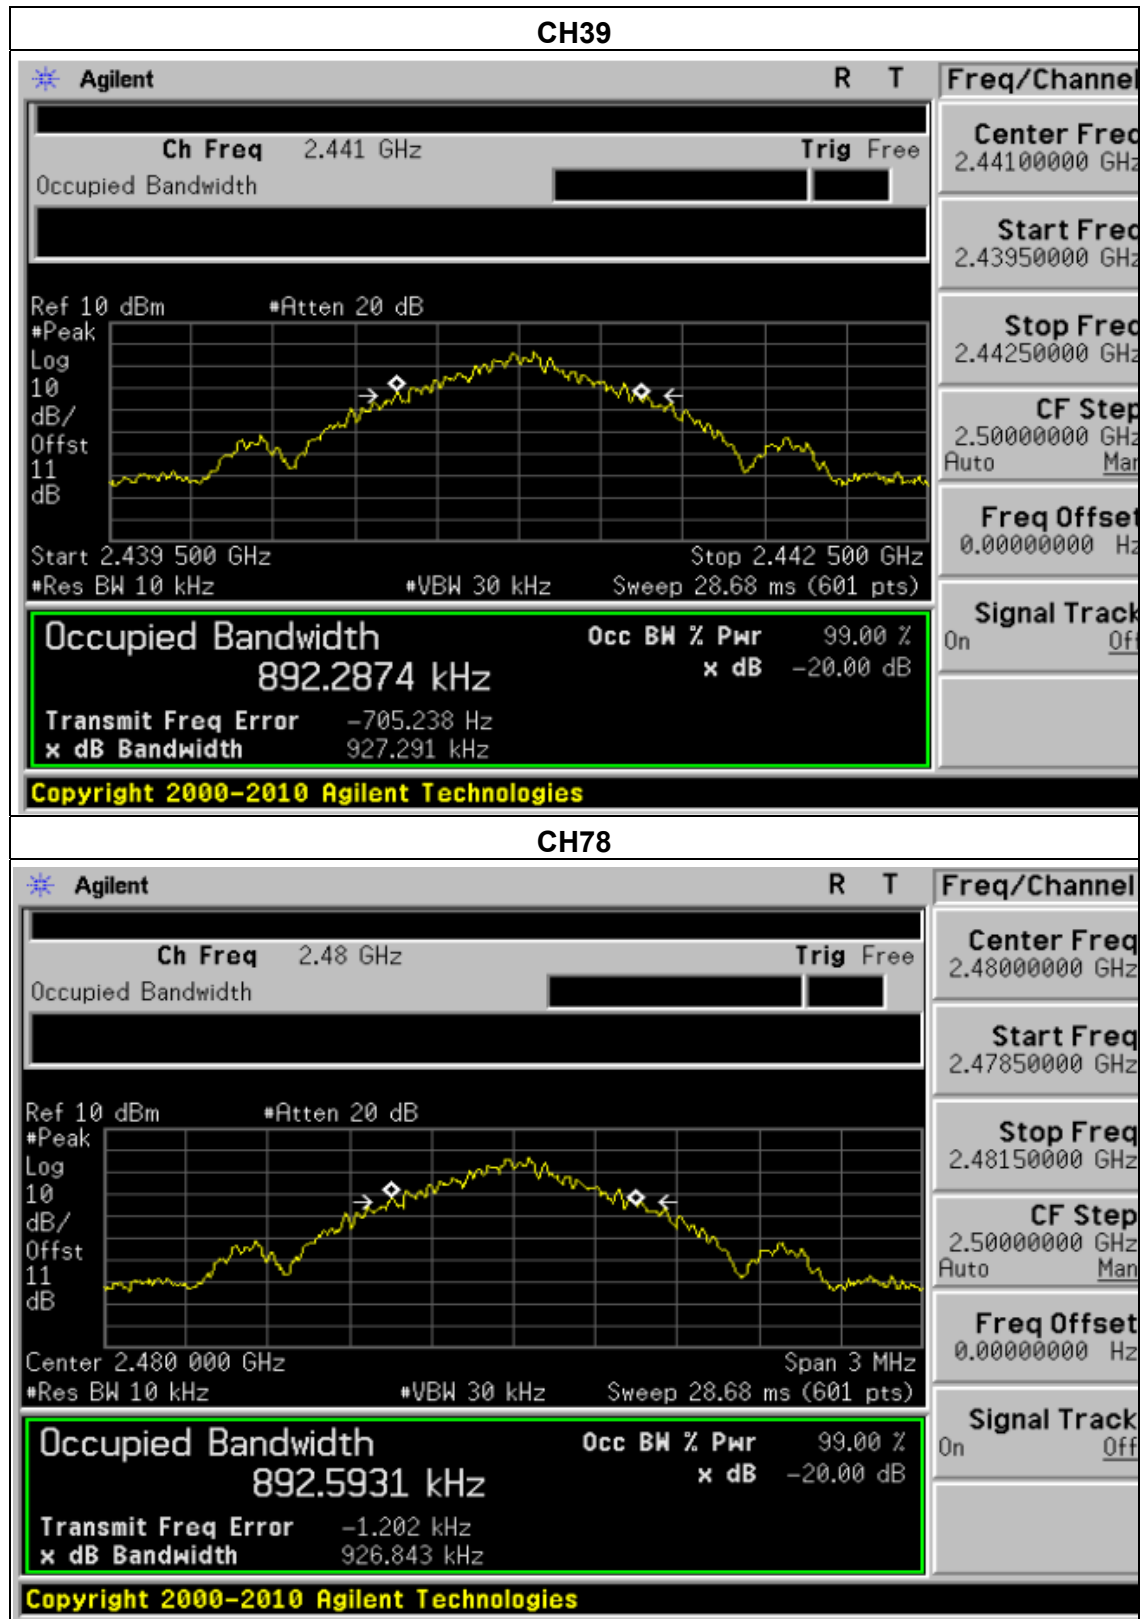 CH39
Agilent R T Freq/Channel
Ch Freq 2.441 GHz Trig Free
Occupied Bandwidth
Center Freq
2.44100000 GHz
Start Freq
2.43950000 GHz
Stop Freq
2.44250000 GHz
CF Step
2.50000000 GHz
Auto Man
Freq Offset
0.00000000 Hz
Signal Track
On Off
Ref 10 dBm #Atten 20 dB
#Peak
Log
10
dB/
Offst
11
dB
Start 2.439 500 GHz Stop 2.442 500 GHz
#Res BW 10 kHz #VBW 30 kHz Sweep 28.68 ms (601 pts)
Occupied Bandwidth Occ BW % Pwr 99.00 %
892.2874 kHz x dB -20.00 dB
Transmit Freq Error -705.238 Hz
x dB Bandwidth 927.291 kHz
Copyright 2000-2010 Agilent Technologies
CH78
Agilent R T Freq/Channel
Ch Freq 2.48 GHz Trig Free
Occupied Bandwidth
Center Freq
2.48000000 GHz
Start Freq
2.47850000 GHz
Stop Freq
2.48150000 GHz
CF Step
2.50000000 GHz
Auto Man
Freq Offset
0.00000000 Hz
Signal Track
On Off
Ref 10 dBm #Atten 20 dB
#Peak
Log
10
dB/
Offst
11
dB
Center 2.480 000 GHz Span 3 MHz
#Res BW 10 kHz #VBW 30 kHz Sweep 28.68 ms (601 pts)
Occupied Bandwidth Occ BW % Pwr 99.00 %
892.5931 kHz x dB -20.00 dB
Transmit Freq Error -1.202 kHz
x dB Bandwidth 926.843 kHz
Copyright 2000-2010 Agilent Technologies